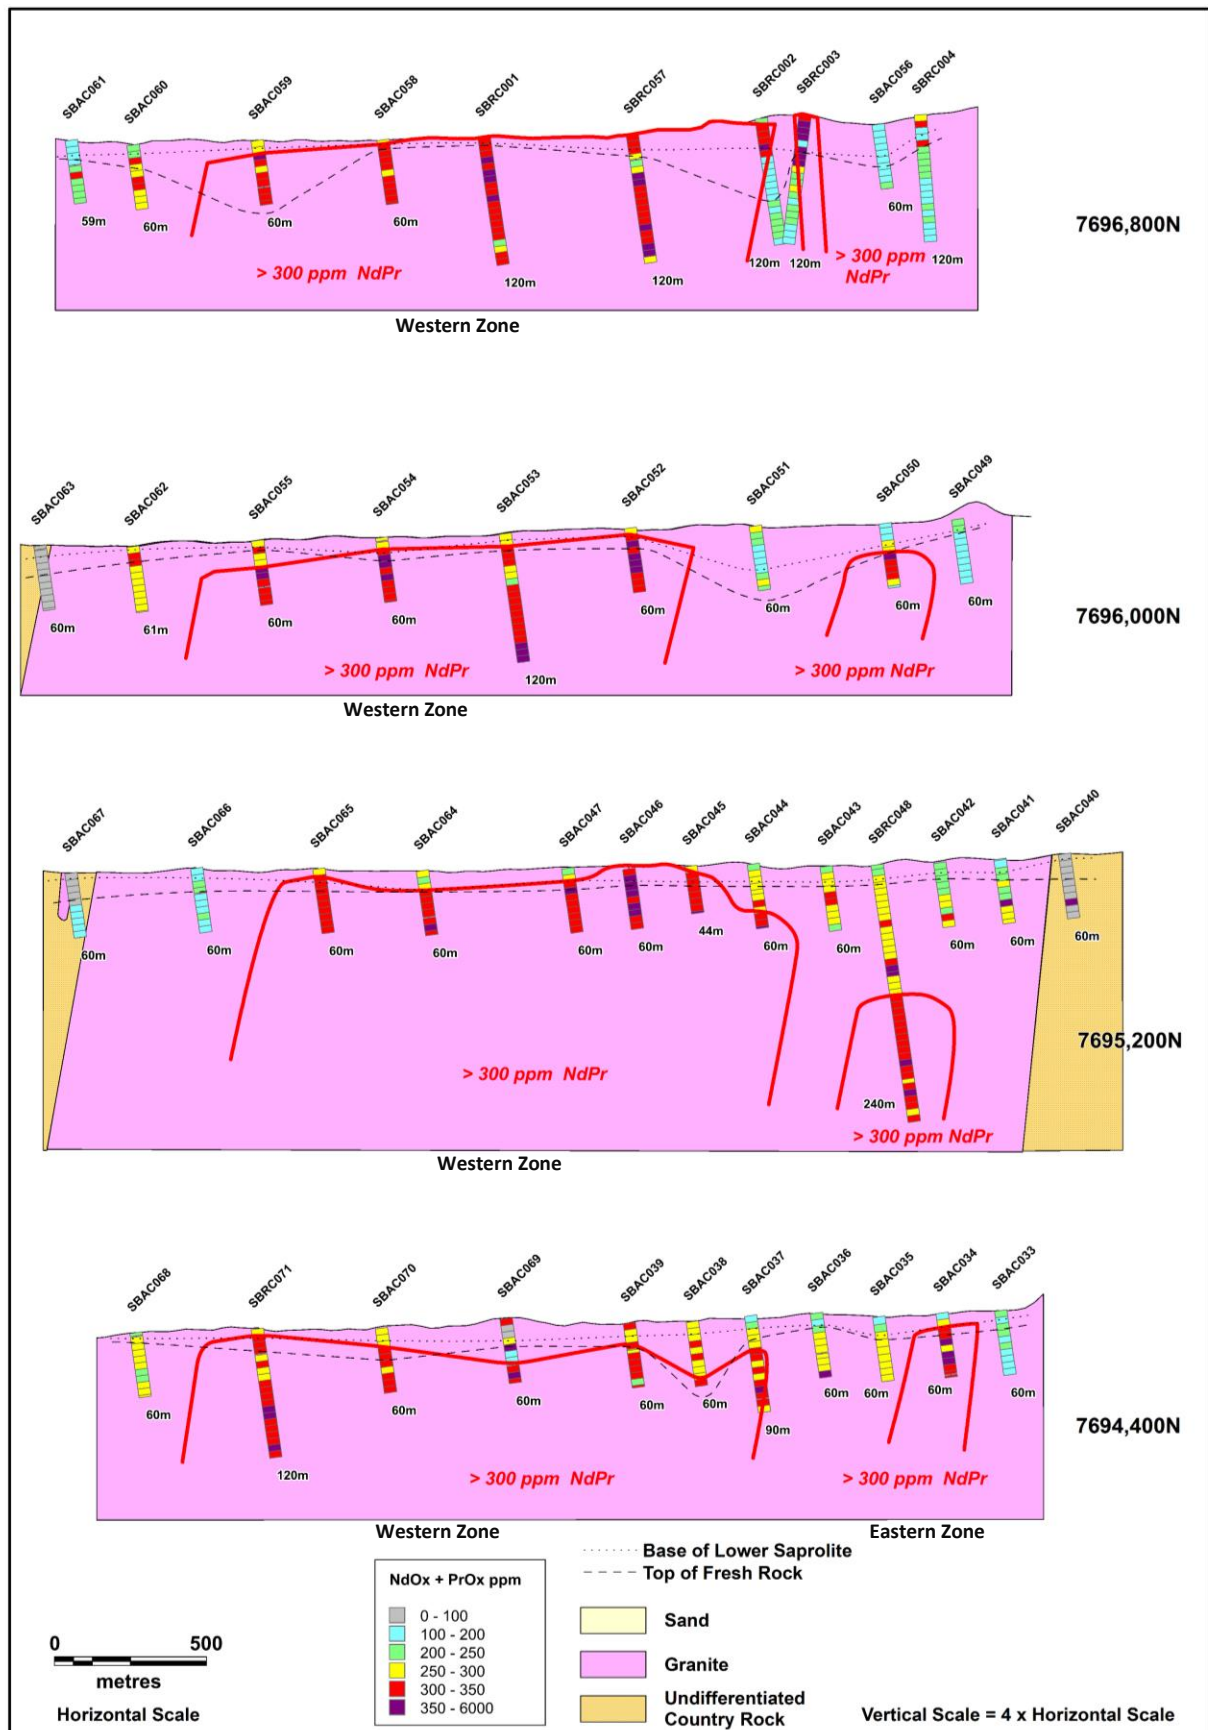 SBAC061
SBAC060
SBAC059
SBAC058
SBRC001
SBRC057
SBRC002
SBRC003
SBAC056
SBRC004
59m
60m
60m
60m
120m
120m
120m
120m
60m
120m
> 300 ppm NdPr
> 300 ppm
NdPr
7696,800N
Western Zone
SBAC063
SBAC062
SBAC055
SBAC054
SBAC053
SBAC052
SBAC051
SBAC050
SBAC049
60m
61m
60m
60m
120m
60m
60m
60m
60m
> 300 ppm NdPr
> 300 ppm NdPr
7696,000N
Western Zone
SBAC067
SBAC066
SBAC065
SBAC064
SBAC047
SBAC046
SBAC045
SBAC044
SBAC043
SBRC048
SBAC042
SBAC041
SBAC040
60m
60m
60m
60m
60m
60m
44m
60m
60m
240m
60m
60m
60m
> 300 ppm NdPr
> 300 ppm NdPr
7695,200N
Western Zone
SBAC068
SBRC071
SBAC070
SBAC069
SBAC039
SBAC038
SBAC037
SBAC036
SBAC035
SBAC034
SBAC033
60m
120m
60m
60m
60m
60m
90m
60m
60m
60m
60m
> 300 ppm NdPr
> 300 ppm NdPr
7694,400N
Western Zone
Eastern Zone
0 500
metres
Horizontal Scale
NdOx + PrOx ppm
0 - 100
100 - 200
200 - 250
250 - 300
300 - 350
350 - 6000
Base of Lower Saprolite
Top of Fresh Rock
Sand
Granite
Undifferentiated
Country Rock
Vertical Scale = 4 x Horizontal Scale